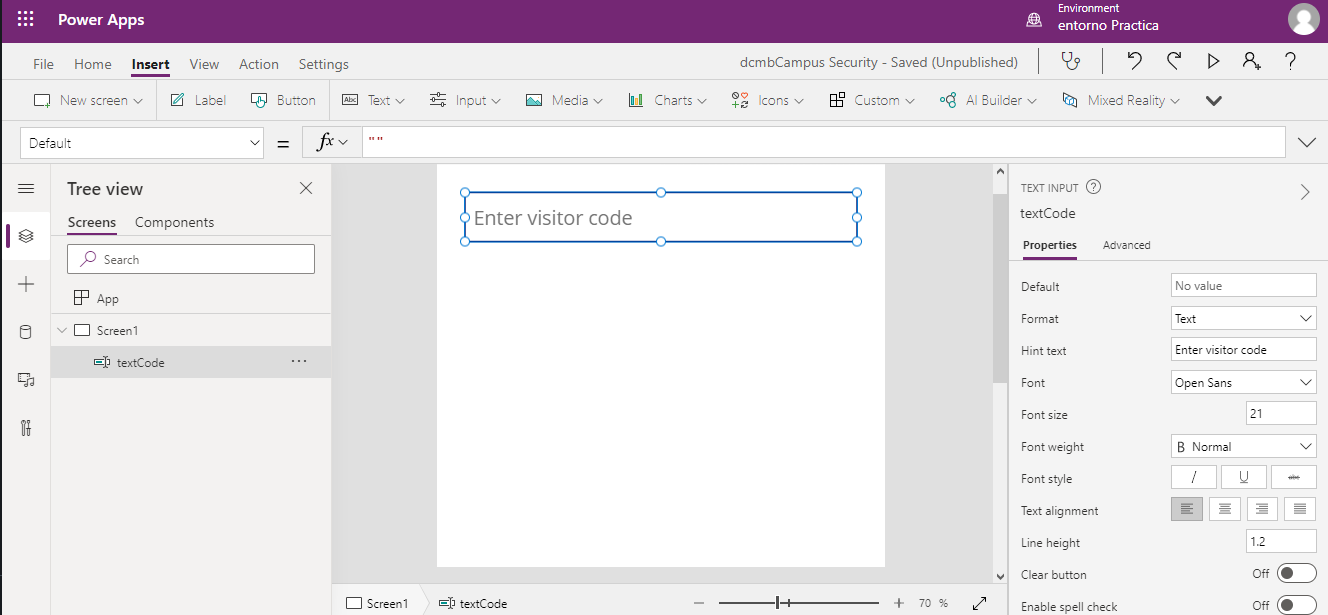 Power Apps
Environment
entorno Practica
File Home Insert View Action Settings
dcmbCampus Security - Saved (Unpublished)
New screen Label Button Text Input Media Charts Icons Custom AI Builder Mixed Reality
Default = fx ""
Tree view
Screens Components
Search
App
Screen1
textCode
Enter visitor code
TEXT INPUT
textCode
Properties Advanced
Default No value
Format Text
Hint text Enter visitor code
Font Open Sans
Font size 21
Font weight B Normal
Font style / U abc
Text alignment
Line height 1.2
Clear button Off
Enable spell check Off
Screen1 textCode
70 %